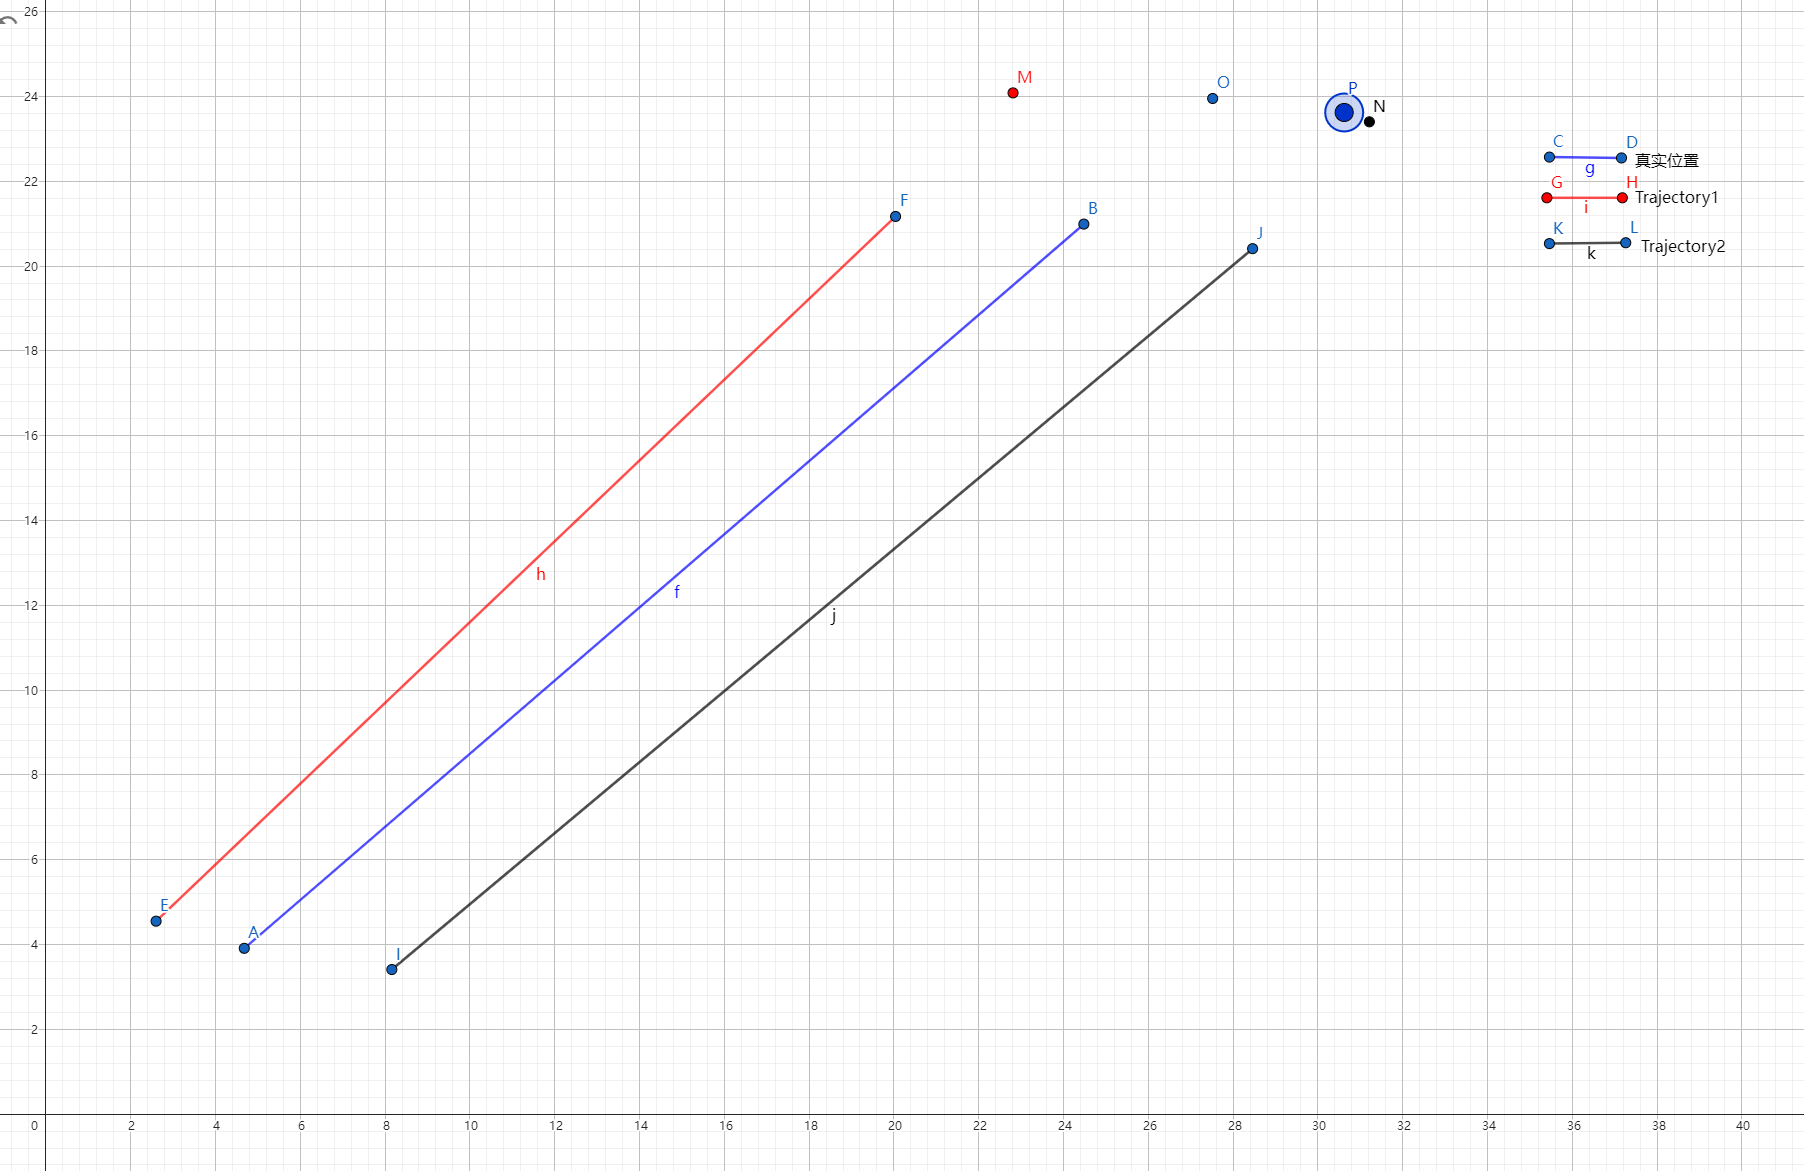 26
24
22
20
18
16
14
12
10
8
6
4
2
0 2 4 6 8 10 12 14 16 18 20 22 24 26 28 30 32 34 36 38 40
M
O
P
N
C D
g
真实位置
G H
i
Trajectory1
K L
k
Trajectory2
F
B
J
h
f
j
E
A
I